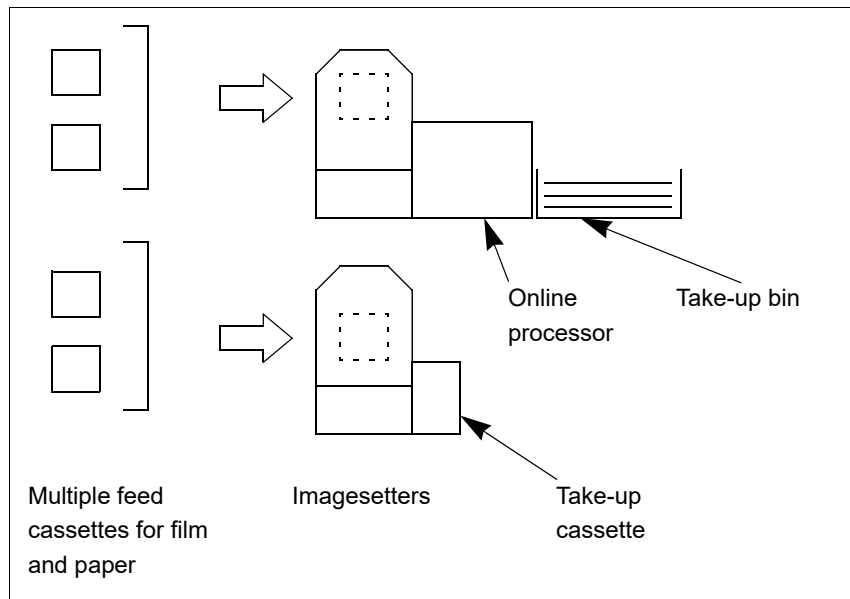 Online
processor
Take-up bin
Multiple feed
cassettes for film
and paper
Imagesetters
Take-up
cassette